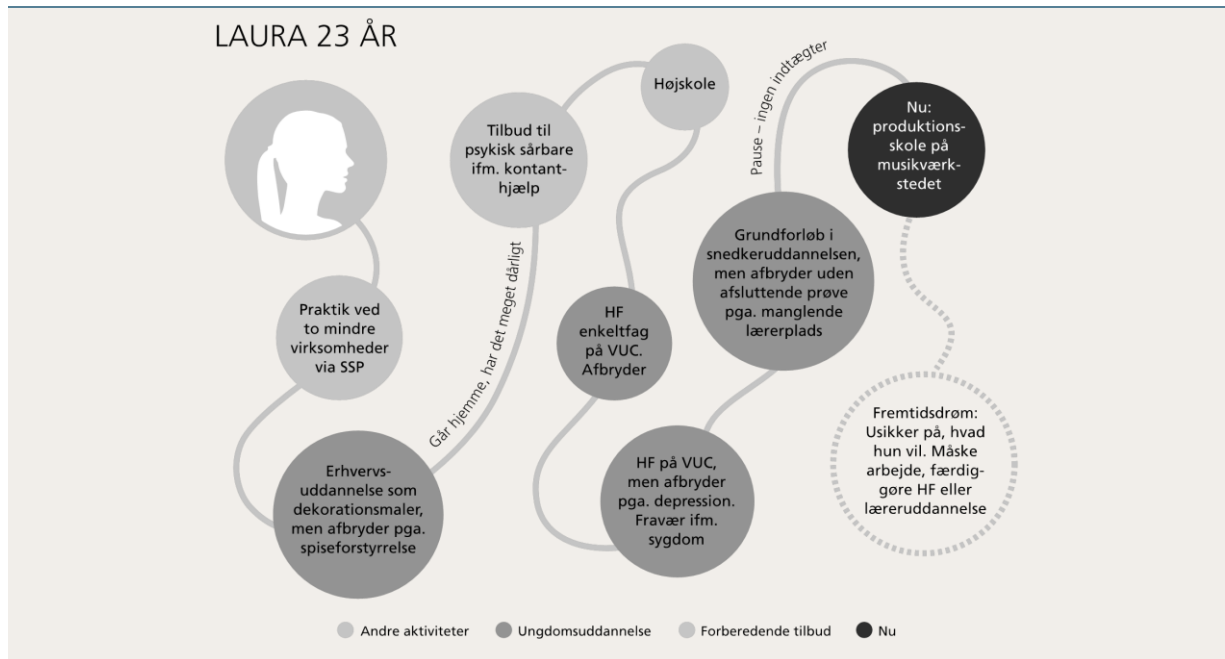 LAURA 23 ÅR
Praktik ved
to mindre
virksomheder
via SSP
Erhvervs-
uddannelse som
dekorationsmaler,
men afbryder pga.
spiseforstyrrelse
Går hjemme, har det meget dårligt
Tilbud til
psykisk sårbare
ifm. kontant-
hjælp
Højskole
HF
enkeltfag
på VUC.
Afbryder
HF på VUC,
men afbryder
pga. depression.
Fravær ifm.
sygdom
Grundforløb i
snedkeruddannelsen,
men afbryder uden
afsluttende prøve
pga. manglende
lærerplads
Pause – ingen indtægter
Nu:
produktions-
skole på
musikværk-
stedet
Fremtidsdrøm:
Usikker på, hvad
hun vil. Måske
arbejde, færdig-
gøre HF eller
læreruddannelse
Andre aktiviteter
Ungdomsuddannelse
Forberedende tilbud
Nu